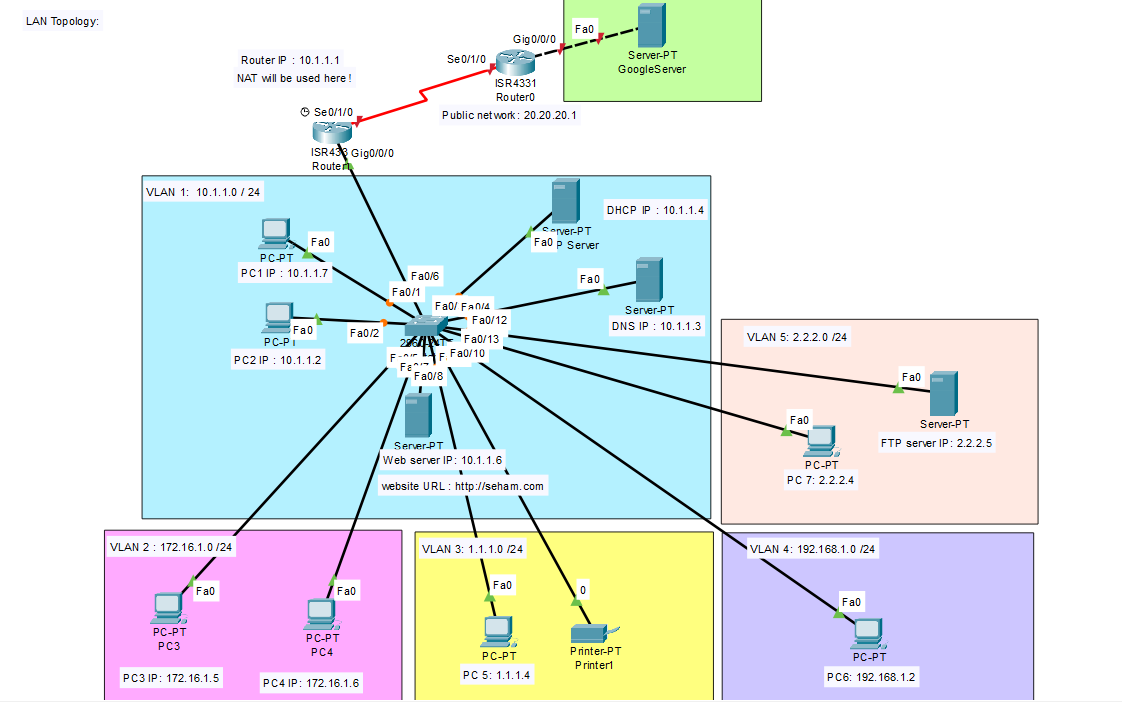 LAN Topology:
Fa0
Gig0/0/0
Server-PT
GoogleServer
Router IP : 10.1.1.1
NAT will be used here !
Se0/1/0
ISR4331
Router0
Public network : 20.20.20.1
Se0/1/0
Gig0/0/0
VLAN 1: 10.1.1.0 / 24
DHCP IP : 10.1.1.4
Server
Fa0
Fa0
PC-PT
PC1 IP : 10.1.1.7
Fa0/6
Fa0/1
Fa0
Server-PT
DNS IP : 10.1.1.3
Fa0/4
Fa0/12
Fa0
Fa0/2
PC2 IP : 10.1.1.2
Fa0/13
Fa0/10
Fa0/8
VLAN 5: 2.2.2.0 /24
Fa0
Server-PT
FTP server IP: 2.2.2.5
Fa0
PC-PT
PC 7: 2.2.2.4
Server-PT
Web server IP: 10.1.1.6
website URL : http://seham.com
VLAN 2 : 172.16.1.0 /24
Fa0
PC-PT
PC3
PC3 IP: 172.16.1.5
Fa0
PC-PT
PC4
PC4 IP: 172.16.1.6
VLAN 3: 1.1.1.0 /24
Fa0
PC-PT
PC 5: 1.1.1.4
0
Printer-PT
Printer1
VLAN 4: 192.168.1.0 /24
Fa0
PC-PT
PC6: 192.168.1.2